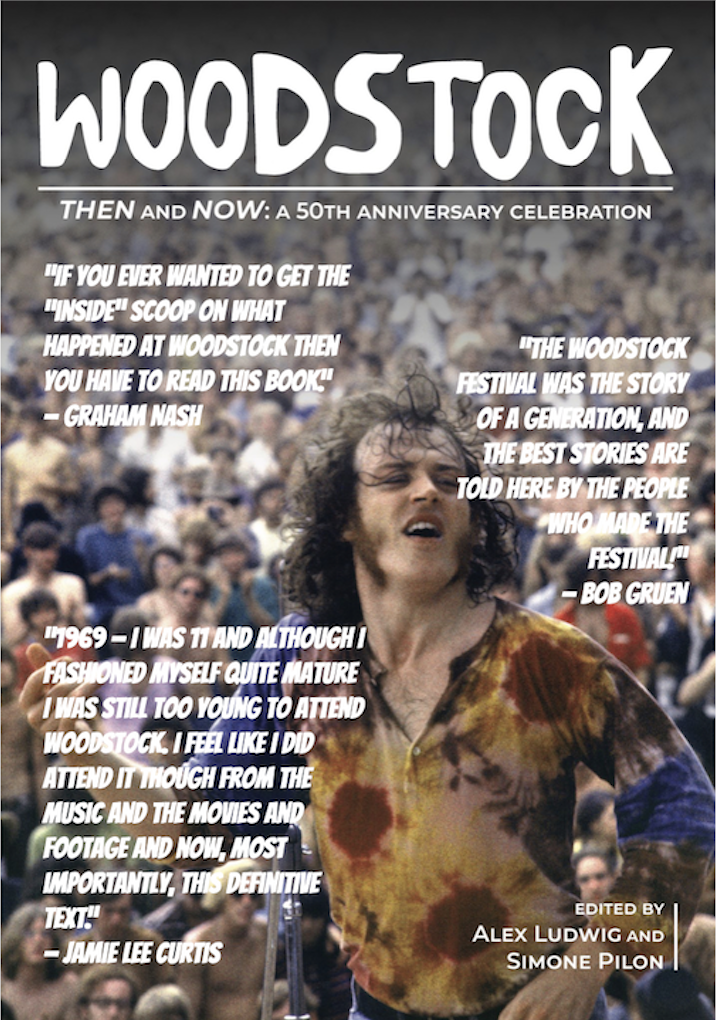 WOODSTOCK
THEN AND NOW: A 50TH ANNIVERSARY CELEBRATION
"IF YOU EVER WANTED TO GET THE
"INSIDE" SCOOP ON WHAT
HAPPENED AT WOODSTOCK THEN
YOU HAVE TO READ THIS BOOK."
– GRAHAM NASH
"THE WOODSTOCK
FESTIVAL WAS THE STORY
OF A GENERATION, AND
THE BEST STORIES ARE
TOLD HERE BY THE PEOPLE
WHO MADE THE
FESTIVAL!"
– BOB GRUEN
"1969 – I WAS 11 AND ALTHOUGH I
FASHIONED MYSELF QUITE MATURE
I WAS STILL TOO YOUNG TO ATTEND
WOODSTOCK. I FEEL LIKE I DID
ATTEND IT THOUGH FROM THE
MUSIC AND THE MOVIES AND
FOOTAGE AND NOW, MOST
IMPORTANTLY, THIS DEFINITIVE
TEXT."
– JAMIE LEE CURTIS
EDITED BY
ALEX LUDWIG AND
SIMONE PILON